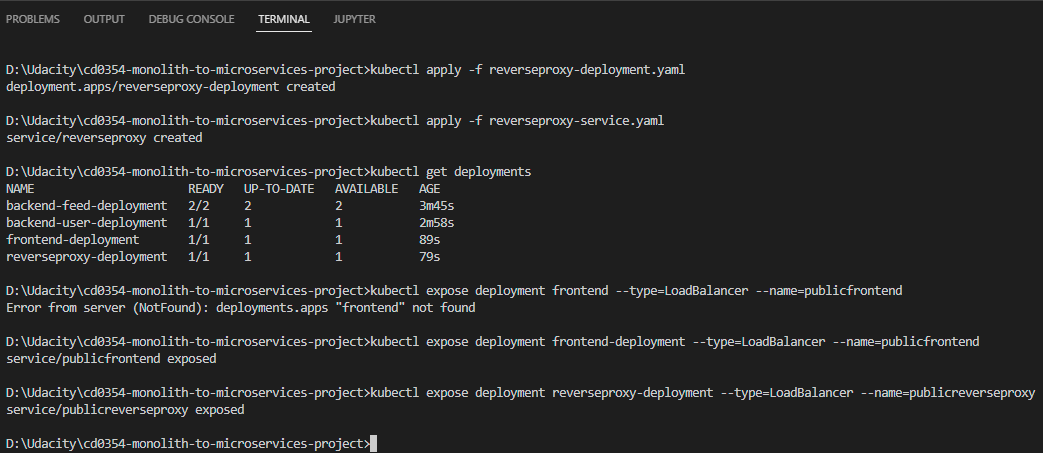 PROBLEMS OUTPUT DEBUG CONSOLE TERMINAL JUPYTER
D:\Udacity\cd0354-monolith-to-microservices-project>kubectl apply -f reverseproxy-deployment.yaml
deployment.apps/reverseproxy-deployment created
D:\Udacity\cd0354-monolith-to-microservices-project>kubectl apply -f reverseproxy-service.yaml
service/reverseproxy created
D:\Udacity\cd0354-monolith-to-microservices-project>kubectl get deployments
NAME READY UP-TO-DATE AVAILABLE AGE
backend-feed-deployment 2/2 2 2 3m45s
backend-user-deployment 1/1 1 1 2m58s
frontend-deployment 1/1 1 1 89s
reverseproxy-deployment 1/1 1 1 79s
D:\Udacity\cd0354-monolith-to-microservices-project>kubectl expose deployment frontend --type=LoadBalancer --name=publicfrontend
Error from server (NotFound): deployments.apps "frontend" not found
D:\Udacity\cd0354-monolith-to-microservices-project>kubectl expose deployment frontend-deployment --type=LoadBalancer --name=publicfrontend
service/publicfrontend exposed
D:\Udacity\cd0354-monolith-to-microservices-project>kubectl expose deployment reverseproxy-deployment --type=LoadBalancer --name=publicreverseproxy
service/publicreverseproxy exposed
D:\Udacity\cd0354-monolith-to-microservices-project>